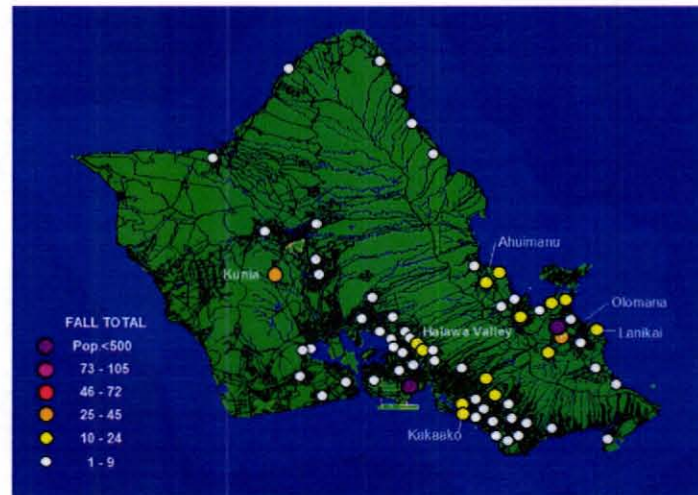 Ahuimanu
Kunia
Olomana
Halawa Valley
Lanikai
Kakaako
FALL TOTAL
Pop.<500
73 - 105
46 - 72
25 - 45
10 - 24
1 - 9